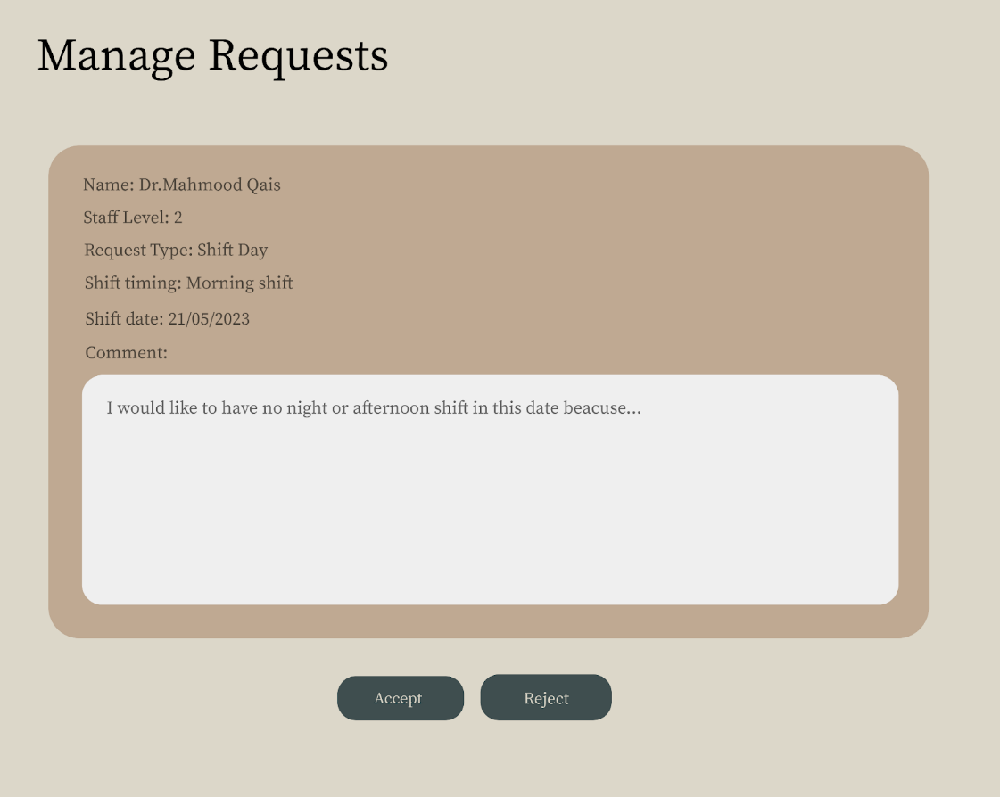 Manage Requests
Name: Dr.Mahmood Qais
Staff Level: 2
Request Type: Shift Day
Shift timing: Morning shift
Shift date: 21/05/2023
Comment:
I would like to have no night or afternoon shift in this date beacuse...
Accept
Reject